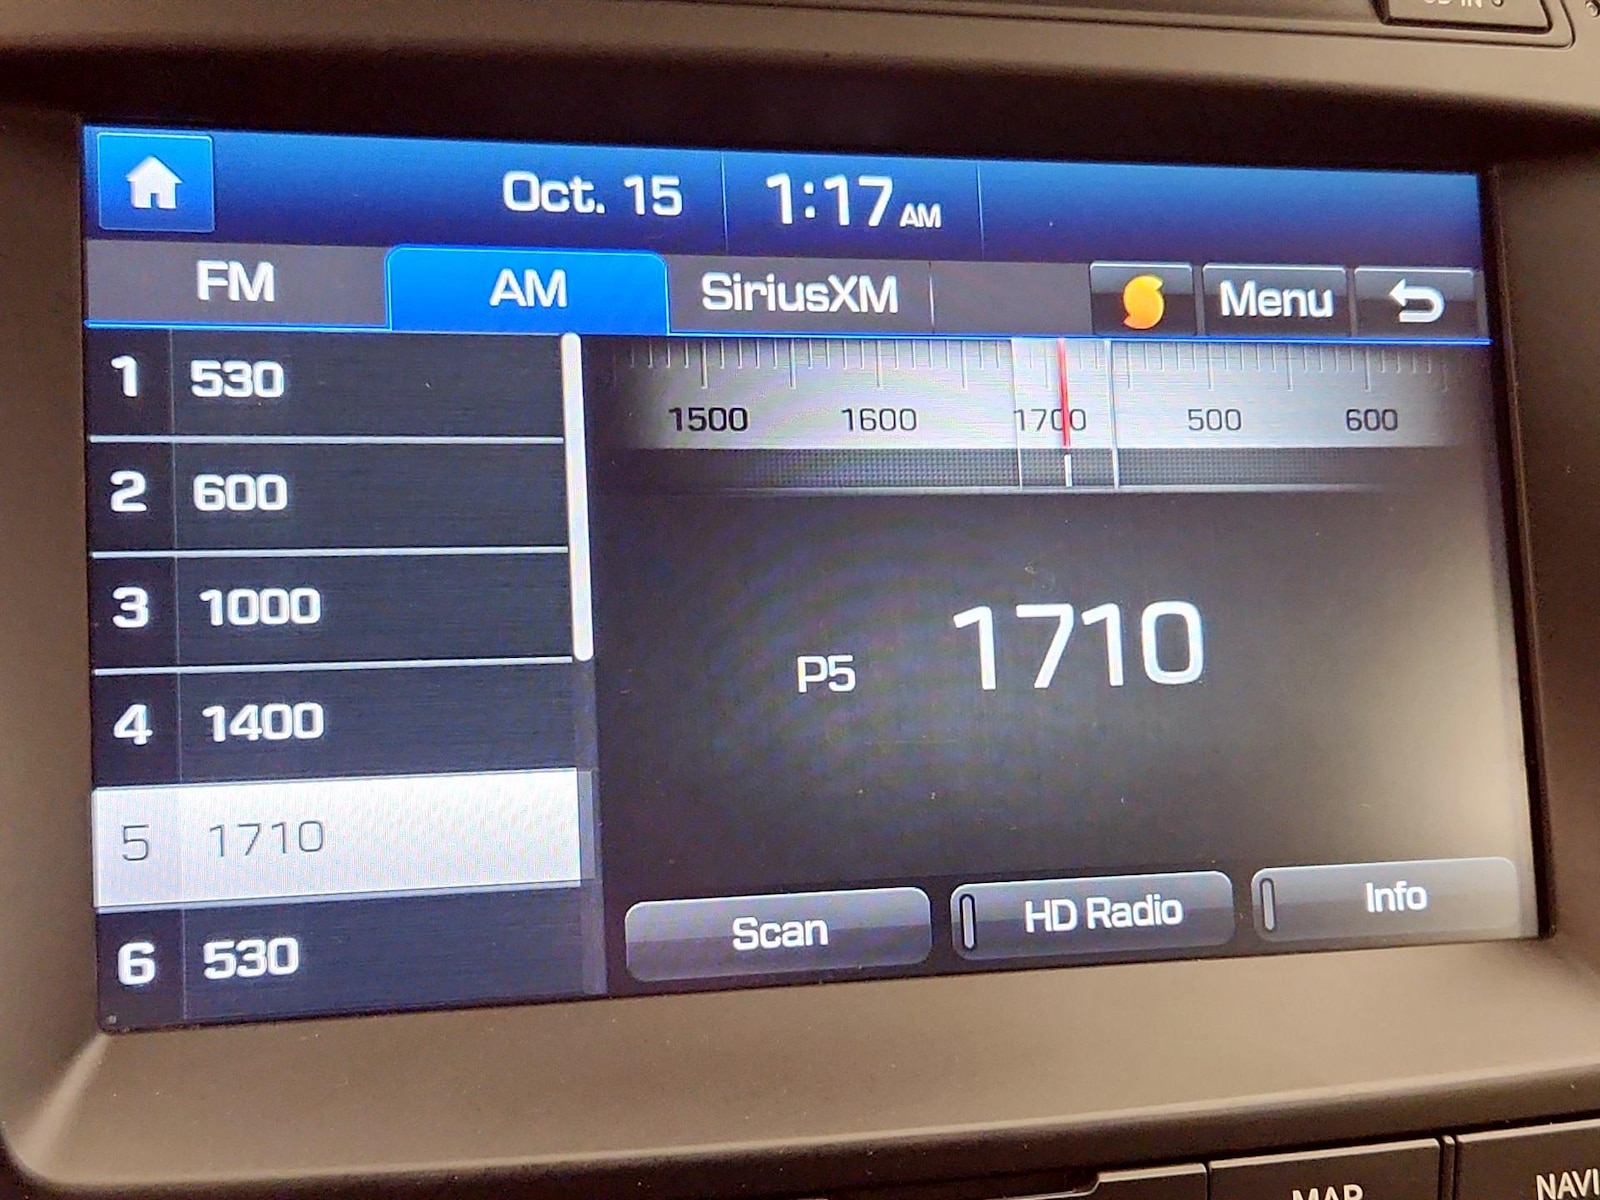 Oct. 15 1:17 AM
FM AM SiriusXM Menu
1 530
2 600
3 1000
4 1400
5 1710
6 530
1500 1600 1700 500 600
P5 1710
Scan HD Radio Info
MAP